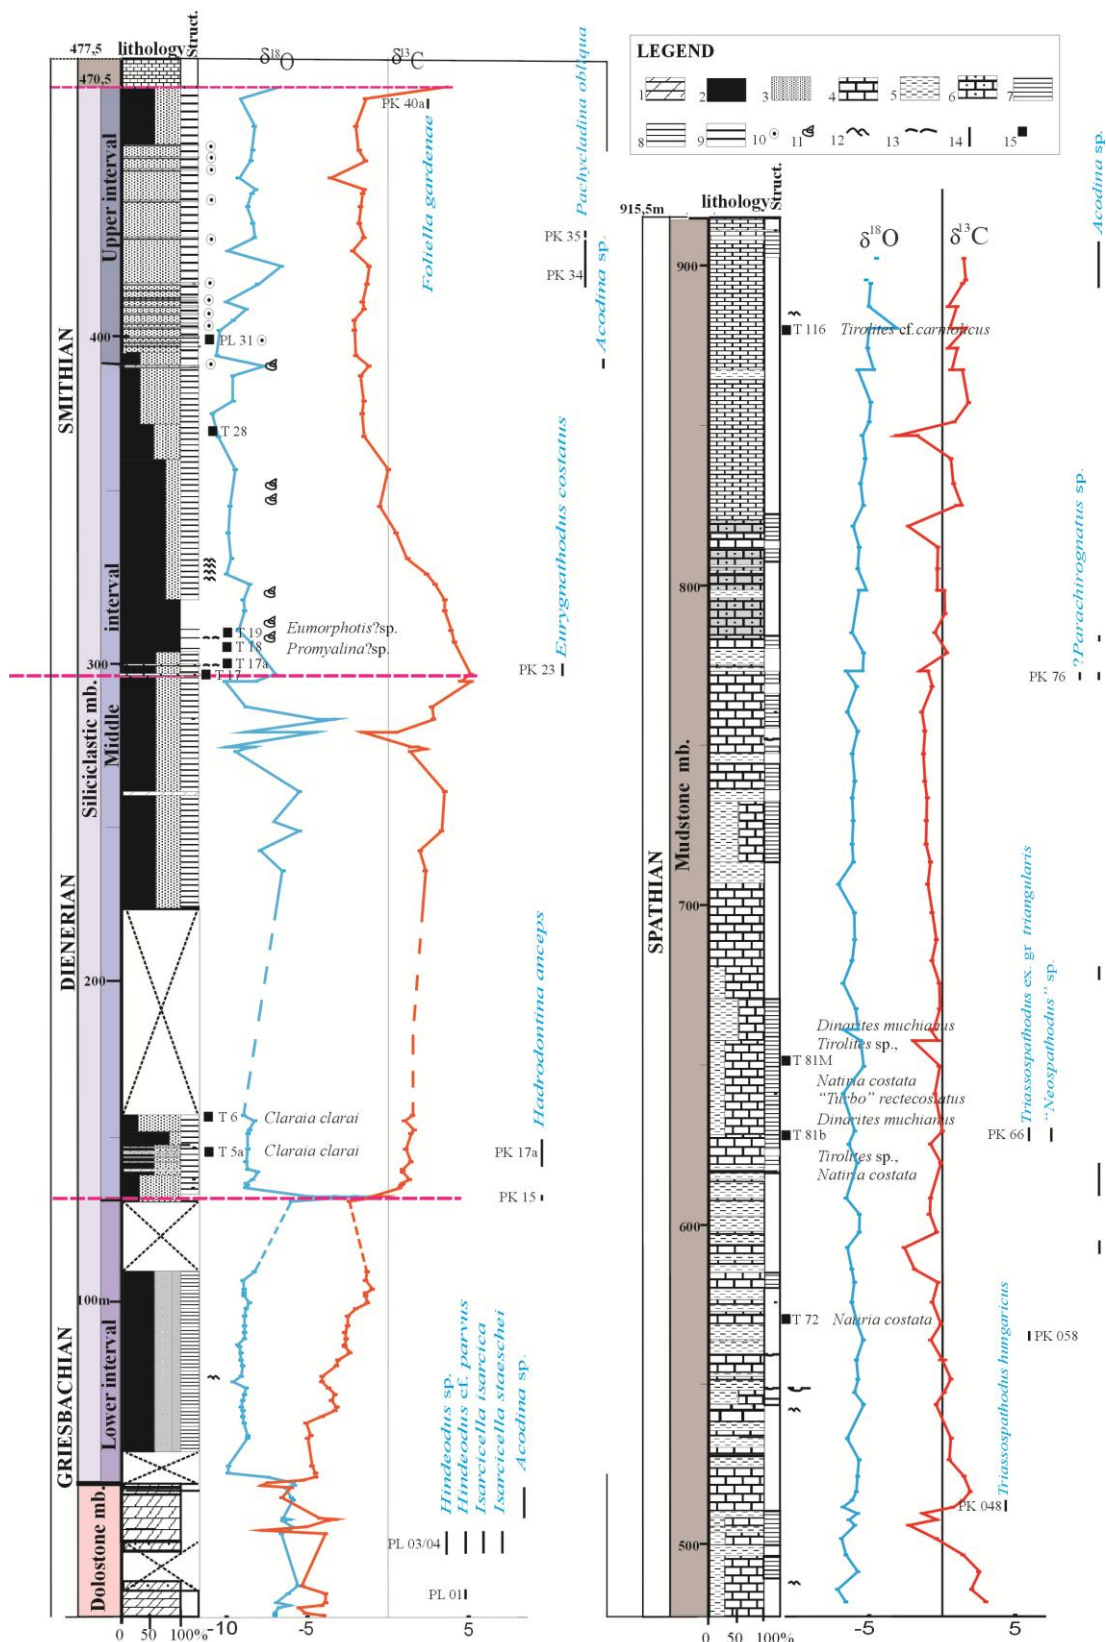 477,5
lithology
Struct.
δ18O
δ13C
470,5
PK 40a
Foliella gardenae
Pachycladina obliqua
PK 35
PK 34
Acodina sp.
Upper interval
400
PL 31
SMITHIAN
T 28
Eurygnathodus costatus
interval
T 19
Eumorphotis?sp.
T 18
Promyalina?sp.
300
T 17a
T 17
PK 23
Siliciclastic mb.
Middle
DIENERIAN
200
Hadrodontina anceps
T 6
Claraia clarai
T 5a
Claraia clarai
PK 17a
PK 15
100m
Lower interval
GRIESBACHIAN
Hindeodus sp.
Hindeodus cf. parvus
Isarcicella isarcica
Isarcicella staeschei
Acodina sp.
Dolostone mb.
PL 03/04
PL 01
0 50 100%
-10 -5 5
LEGEND
1 2 3 4 5 6 7
8 9 10 11 12 13 14 15
915,5m
lithology
Struct.
δ18O
δ13C
Acodina sp.
900
T 116
Tirolites cf.carniolicus
800
?Parachirognatus sp.
PK 76
Mudstone mb.
SPATHIAN
700
Triassospathodus ex. gr triangularis
"Neospathodus" sp.
Dinarites muchianus
Tirolites sp.,
T 81M
Natiria costata
"Turbo" rectecostatus
Dinarites muchianus
T 81b
PK 66
Tirolites sp.,
Natiria costata
600
T 72
Natiria costata
PK 058
Triassospathodus hungaricus
PK 048
500
0 50 100%
-5 5